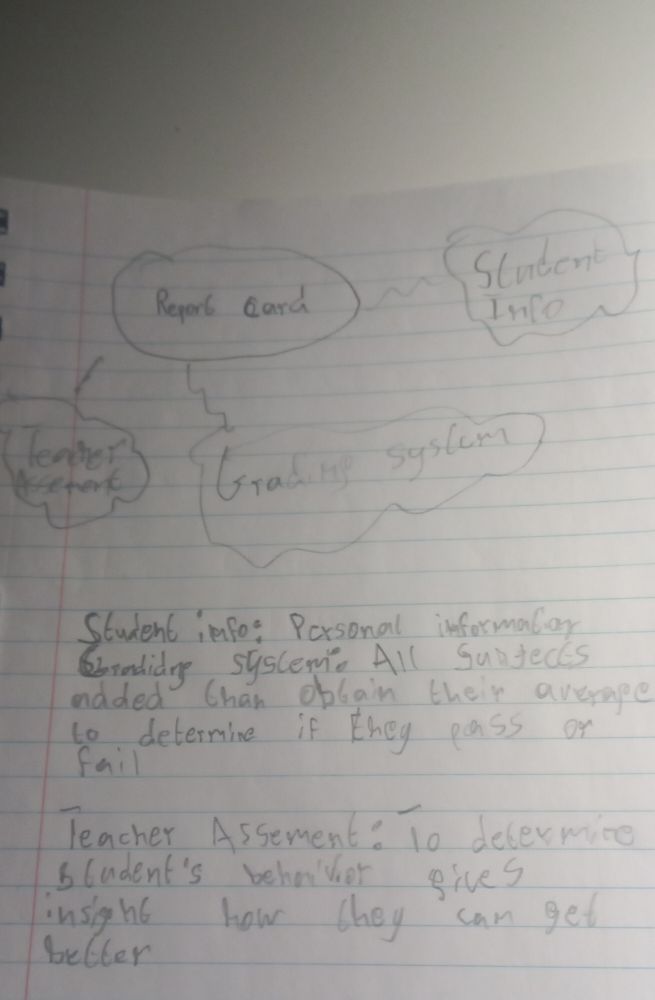 Report Card
Student
Info
Teacher
Assement
Grading system
Student info: Personal information
Gradidng system: All Subjects
added than obtain their average
to determine if they pass or
fail
Teacher Assement: To determine
student's behaivior gives
insight how they can get
better